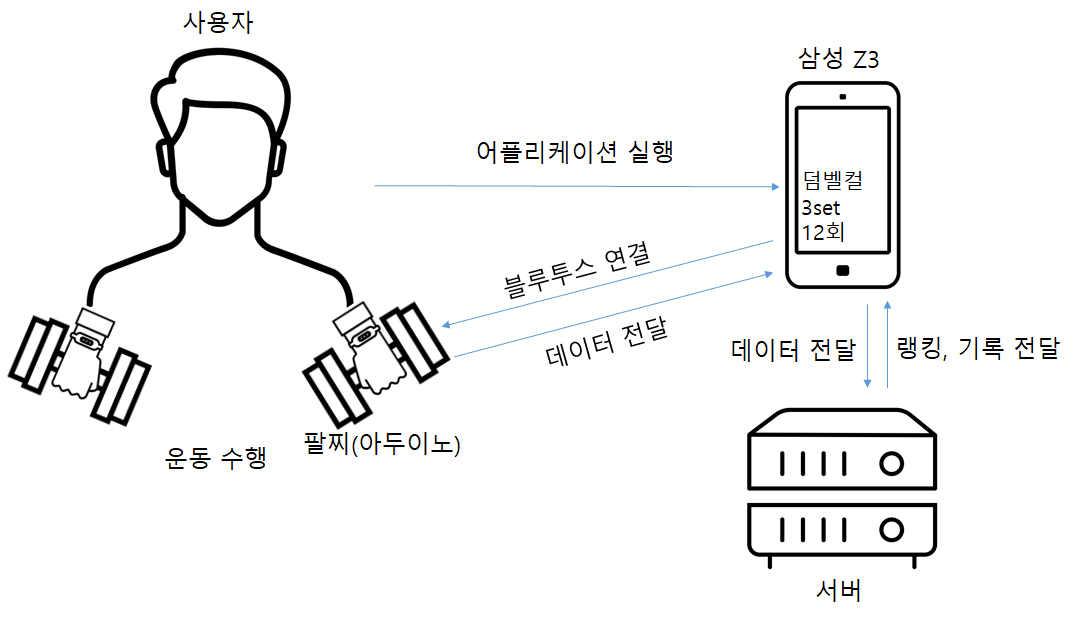 사용자
삼성 Z3
어플리케이션 실행
덤벨컬
3set
12회
블루투스 연결
데이터 전달
데이터 전달
랭킹, 기록 전달
팔찌(아두이노)
운동 수행
서버